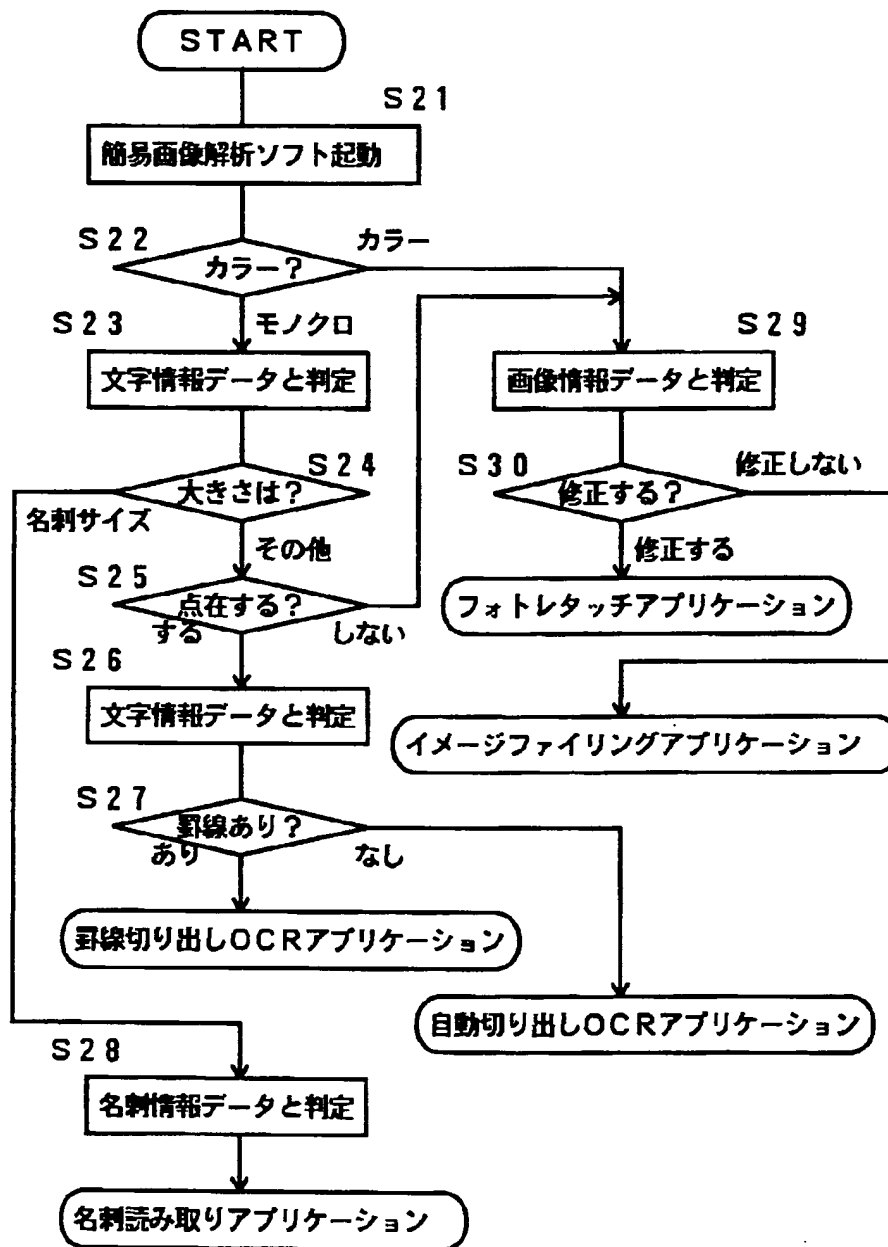 START
S21
簡易画像解析ソフト起動
S22
カラー?
カラー
モノクロ
S23
文字情報データと判定
S24
大きさは?
名刺サイズ
その他
S25
点在する?
する
しない
S26
文字情報データと判定
S27
罫線あり?
あり
なし
罫線切り出しOCRアプリケーション
自動切り出しOCRアプリケーション
S28
名刺情報データと判定
名刺読み取りアプリケーション
S29
画像情報データと判定
S30
修正する?
修正しない
修正する
フォトレタッチアプリケーション
イメージファイリングアプリケーション